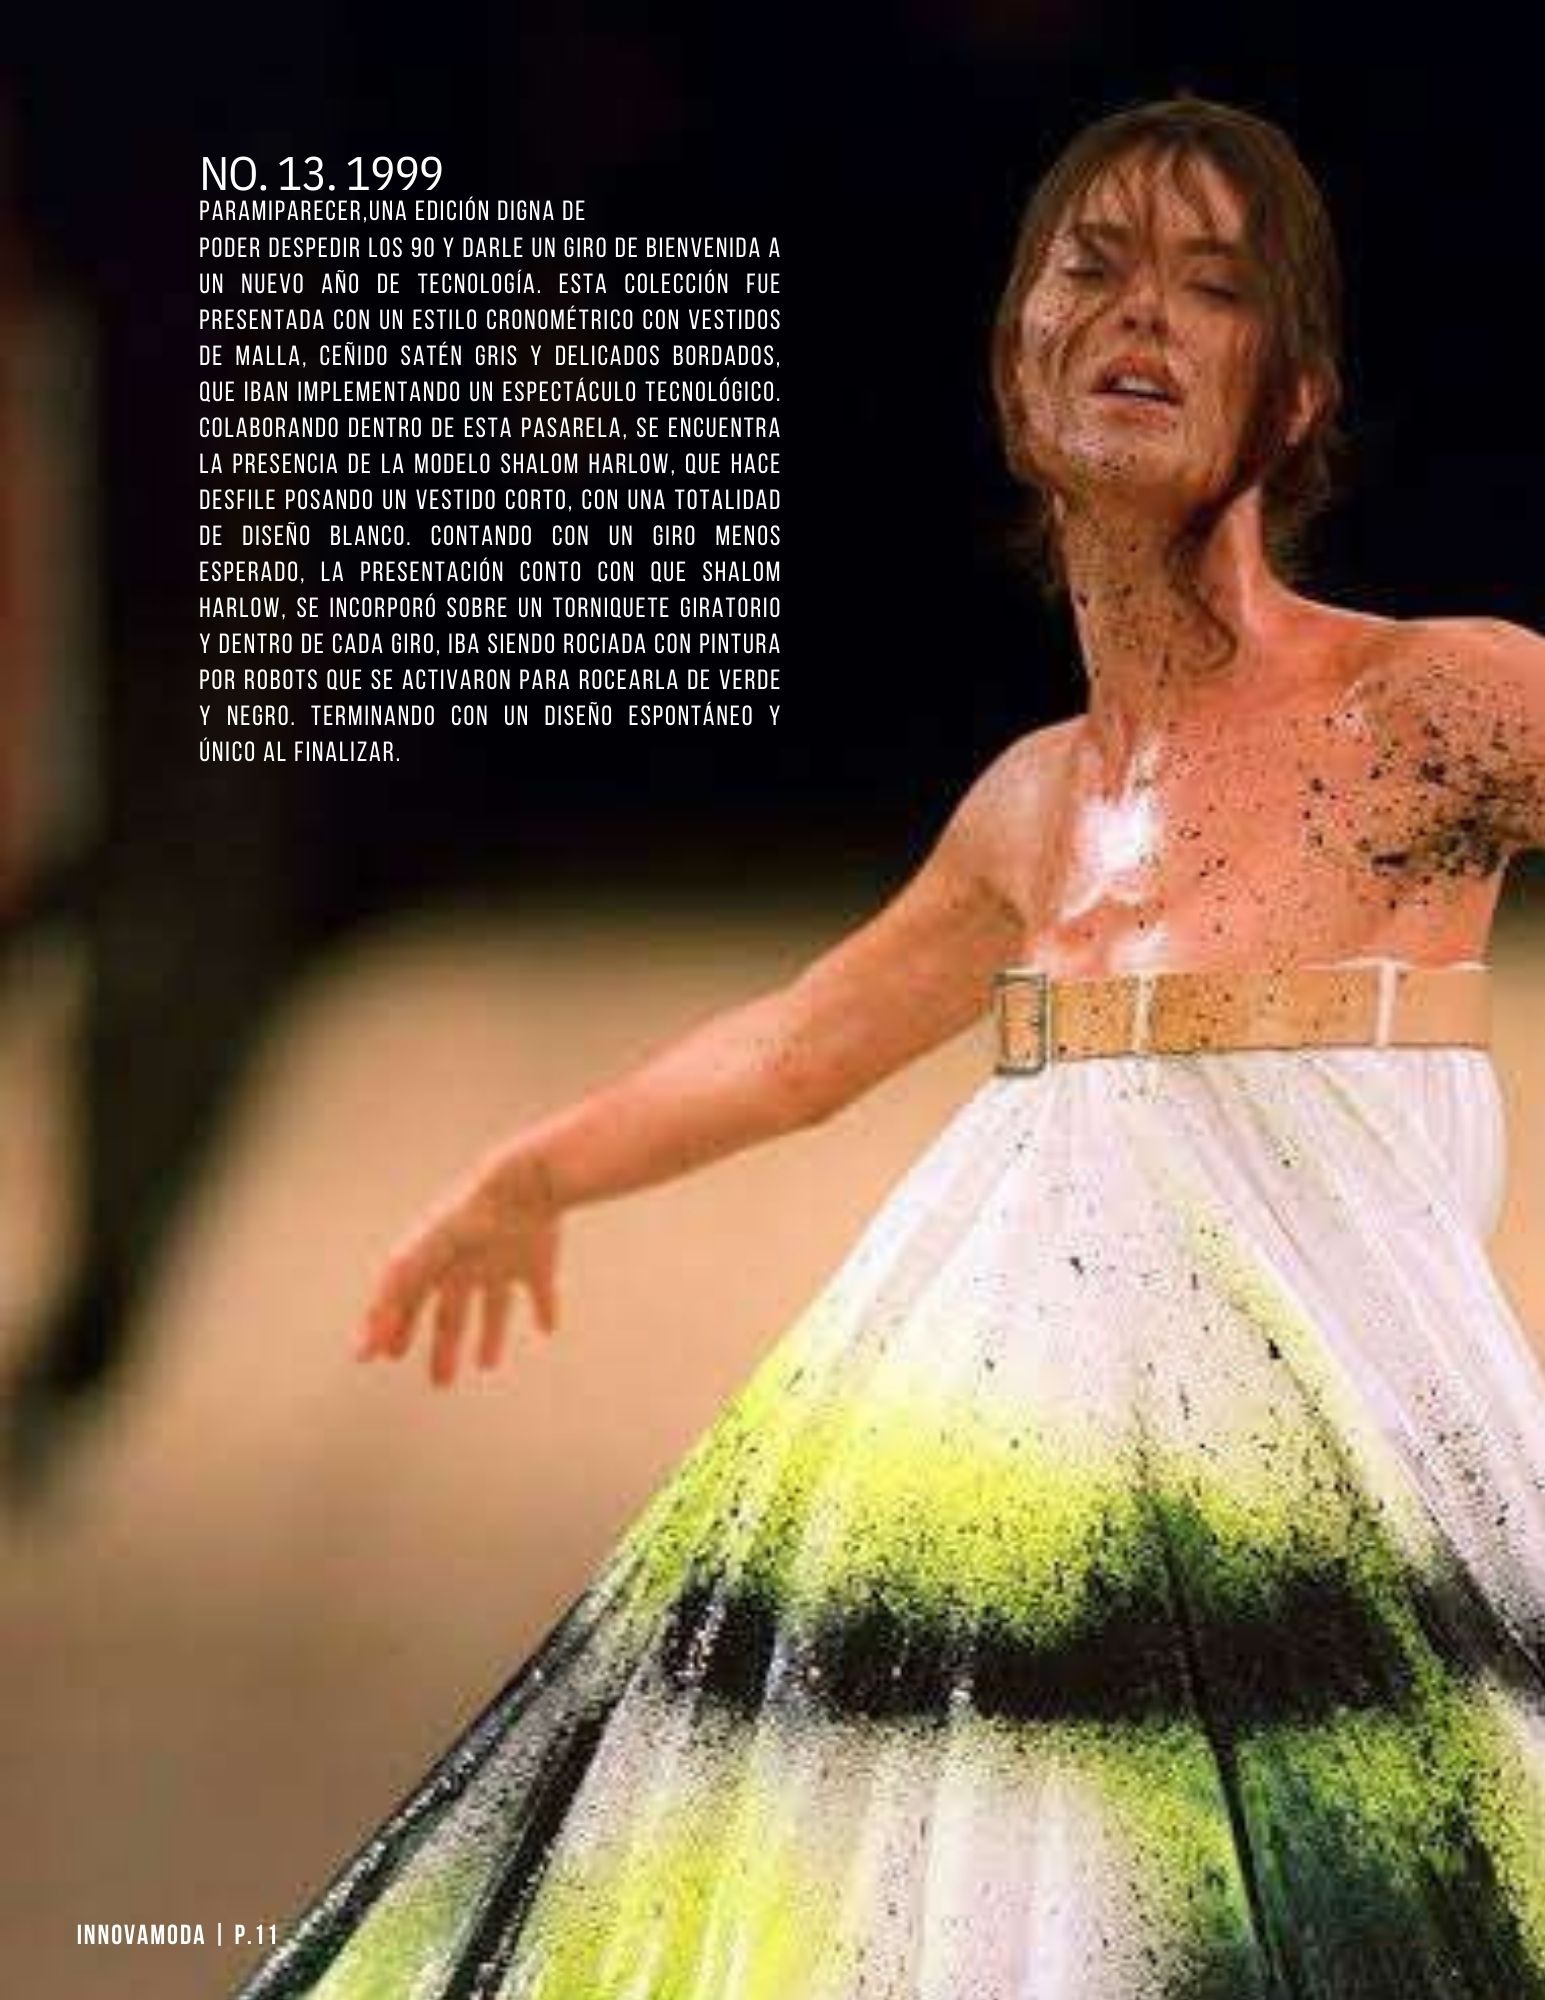 NO. 13. 1999
PARAMIPARECER,UNA EDICIÓN DIGNA DE
PODER DESPEDIR LOS 90 Y DARLE UN GIRO DE BIENVENIDA A
UN NUEVO AÑO DE TECNOLOGÍA. ESTA COLECCIÓN FUE
PRESENTADA CON UN ESTILO CRONOMÉTRICO CON VESTIDOS
DE MALLA, CEÑIDO SATÉN GRIS Y DELICADOS BORDADOS,
QUE IBAN IMPLEMENTANDO UN ESPECTÁCULO TECNOLÓGICO.
COLABORANDO DENTRO DE ESTA PASARELA, SE ENCUENTRA
LA PRESENCIA DE LA MODELO SHALOM HARLOW, QUE HACE
DESFILE POSANDO UN VESTIDO CORTO, CON UNA TOTALIDAD
DE DISEÑO BLANCO. CONTANDO CON UN GIRO MENOS
ESPERADO, LA PRESENTACIÓN CONTO CON QUE SHALOM
HARLOW, SE INCORPORÓ SOBRE UN TORNIQUETE GIRATORIO
Y DENTRO DE CADA GIRO, IBA SIENDO ROCIADA CON PINTURA
POR ROBOTS QUE SE ACTIVARON PARA ROCEARLA DE VERDE
Y NEGRO. TERMINANDO CON UN DISEÑO ESPONTÁNEO Y
ÚNICO AL FINALIZAR.
INNOVAMODA | P.11